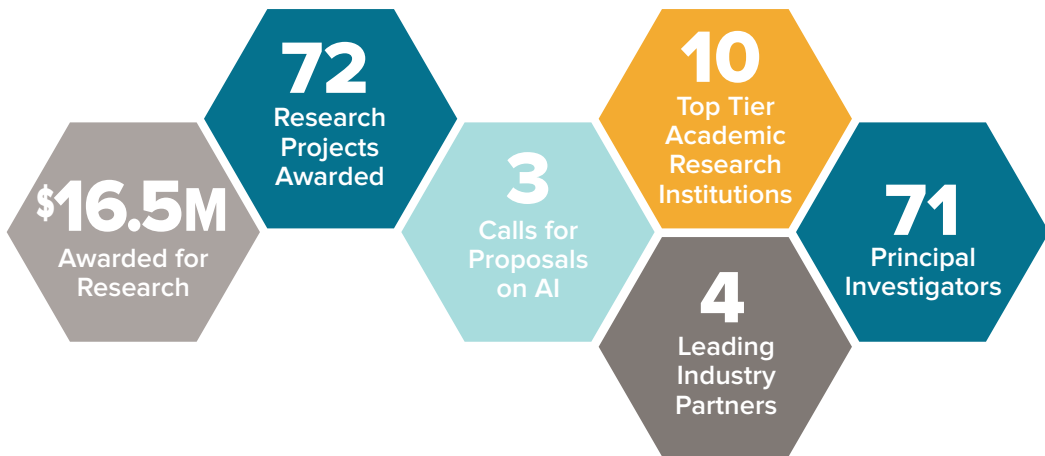 $16.5M
Awarded for
Research
72
Research
Projects
Awarded
3
Calls for
Proposals
on AI
10
Top Tier
Academic
Research
Institutions
4
Leading
Industry
Partners
71
Principal
Investigators